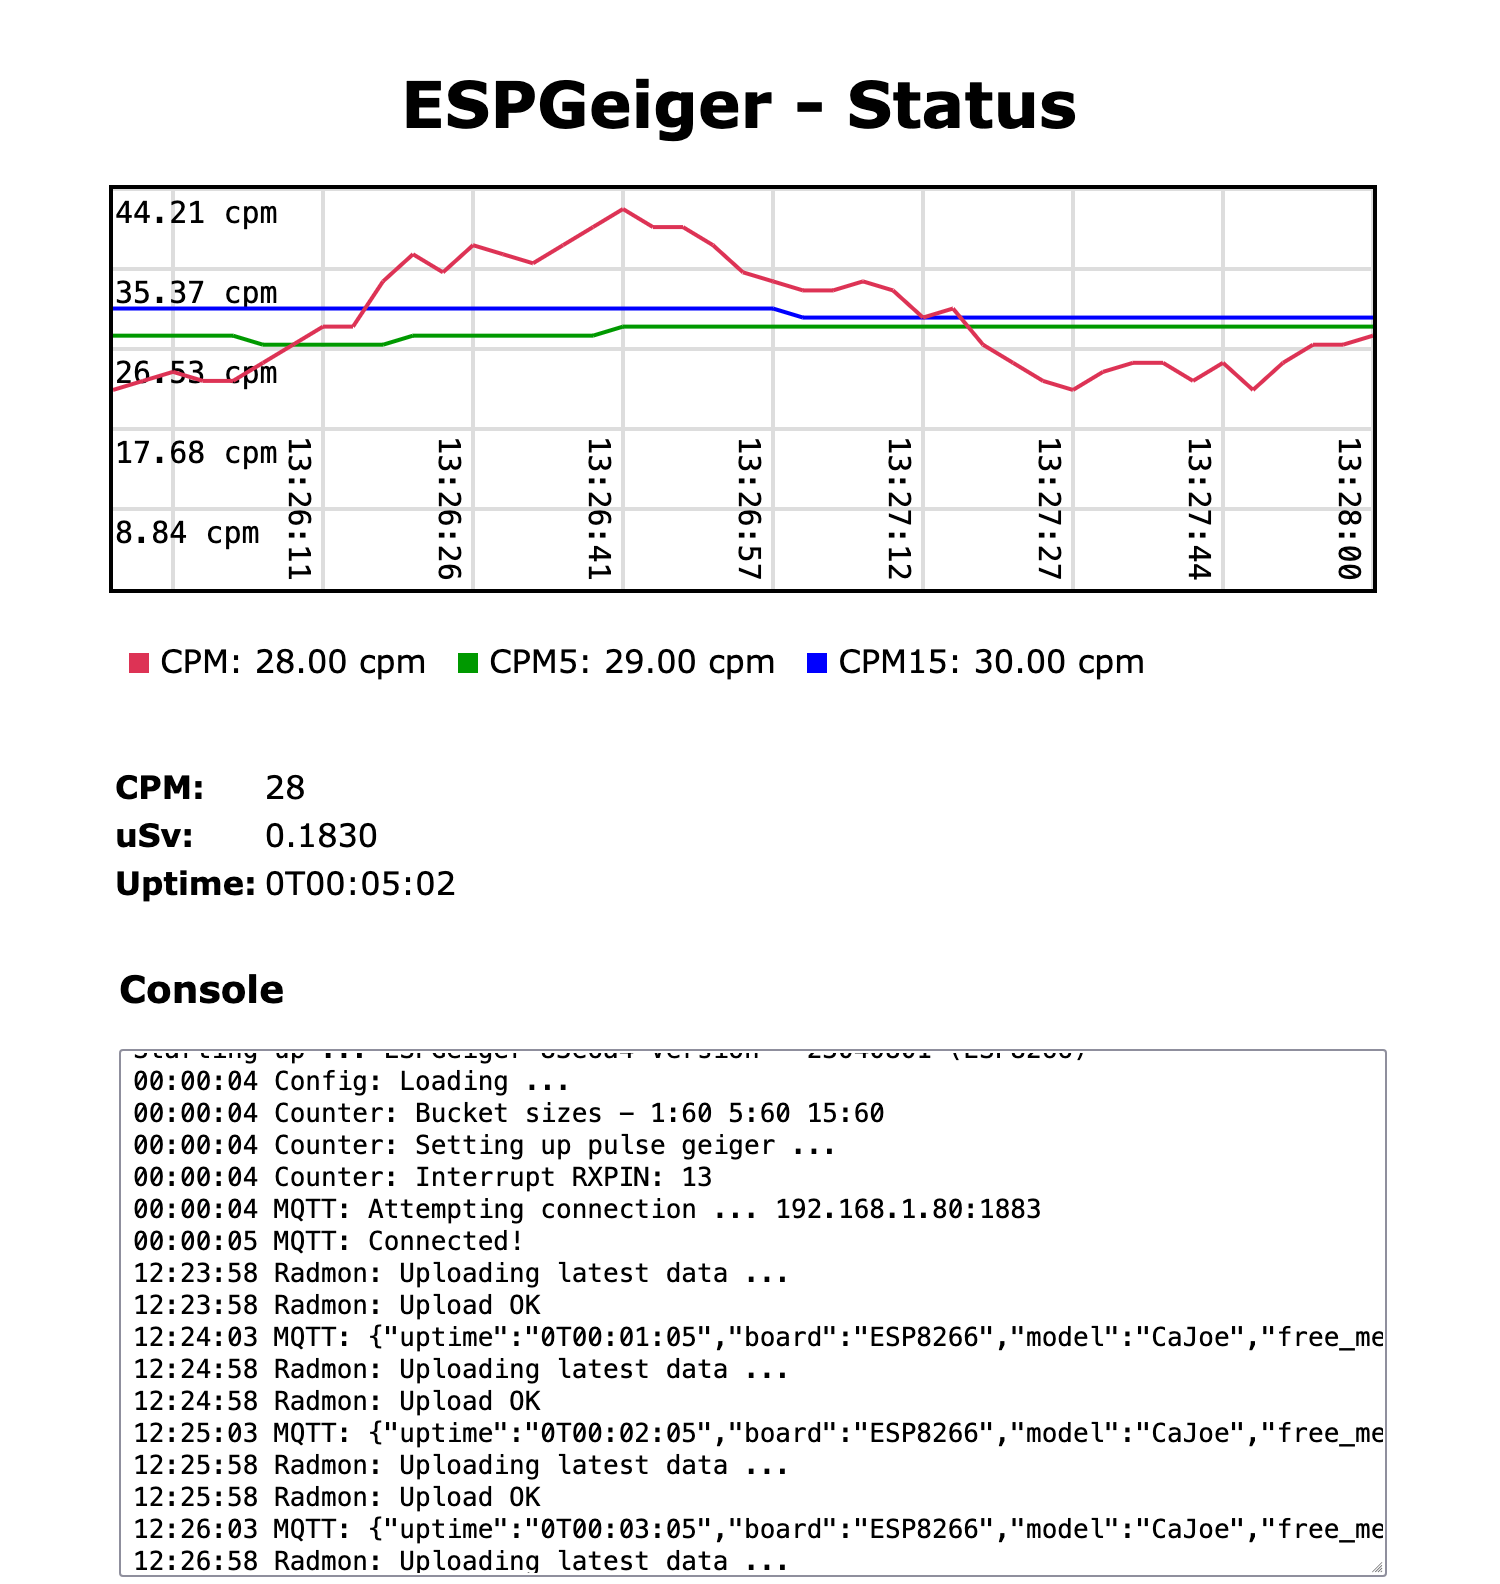 ESPGeiger - Status
44.21 cpm
35.37 cpm
26.53 cpm
17.68 cpm
8.84 cpm
13:26:11
13:26:26
13:26:41
13:26:57
13:27:12
13:27:27
13:27:44
13:28:00
CPM: 28.00 cpm CPM5: 29.00 cpm CPM15: 30.00 cpm
CPM: 28
uSv: 0.1830
Uptime: 0T00:05:02
Console
Starting up ... ESPGeiger version - (ESP8266)
00:00:04 Config: Loading ...
00:00:04 Counter: Bucket sizes - 1:60 5:60 15:60
00:00:04 Counter: Setting up pulse geiger ...
00:00:04 Counter: Interrupt RXPIN: 13
00:00:04 MQTT: Attempting connection ... 192.168.1.80:1883
00:00:05 MQTT: Connected!
12:23:58 Radmon: Uploading latest data ...
12:23:58 Radmon: Upload OK
12:24:03 MQTT: {"uptime":"0T00:01:05","board":"ESP8266","model":"CaJoe","free_me
12:24:58 Radmon: Uploading latest data ...
12:24:58 Radmon: Upload OK
12:25:03 MQTT: {"uptime":"0T00:02:05","board":"ESP8266","model":"CaJoe","free_me
12:25:58 Radmon: Uploading latest data ...
12:25:58 Radmon: Upload OK
12:26:03 MQTT: {"uptime":"0T00:03:05","board":"ESP8266","model":"CaJoe","free_me
12:26:58 Radmon: Uploading latest data ...